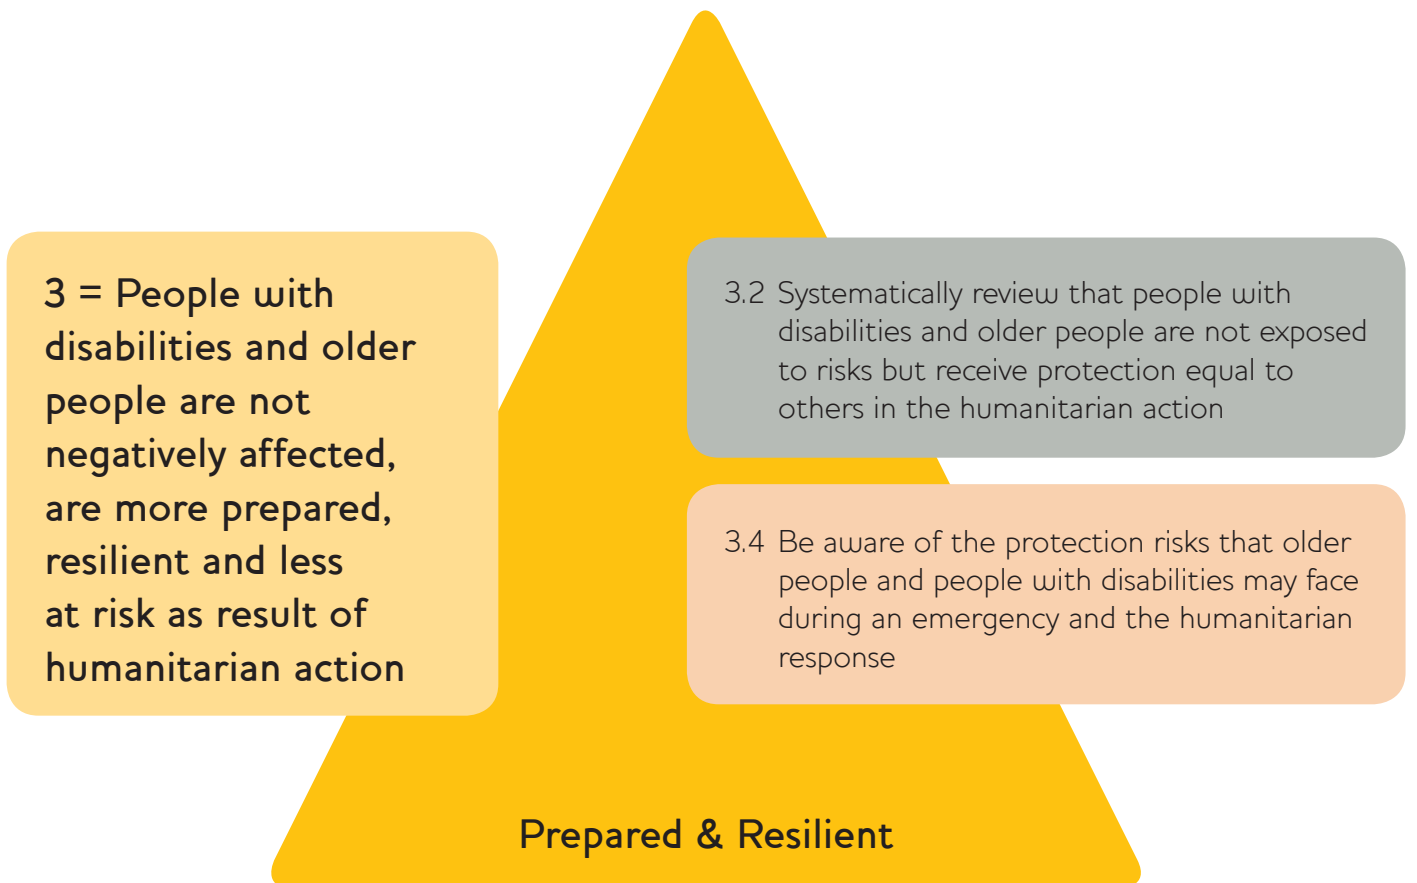 3 = People with
disabilities and older
people are not
negatively affected,
are more prepared,
resilient and less
at risk as result of
humanitarian action
3.2 Systematically review that people with
disabilities and older people are not exposed
to risks but receive protection equal to
others in the humanitarian action
3.4 Be aware of the protection risks that older
people and people with disabilities may face
during an emergency and the humanitarian
response
Prepared & Resilient